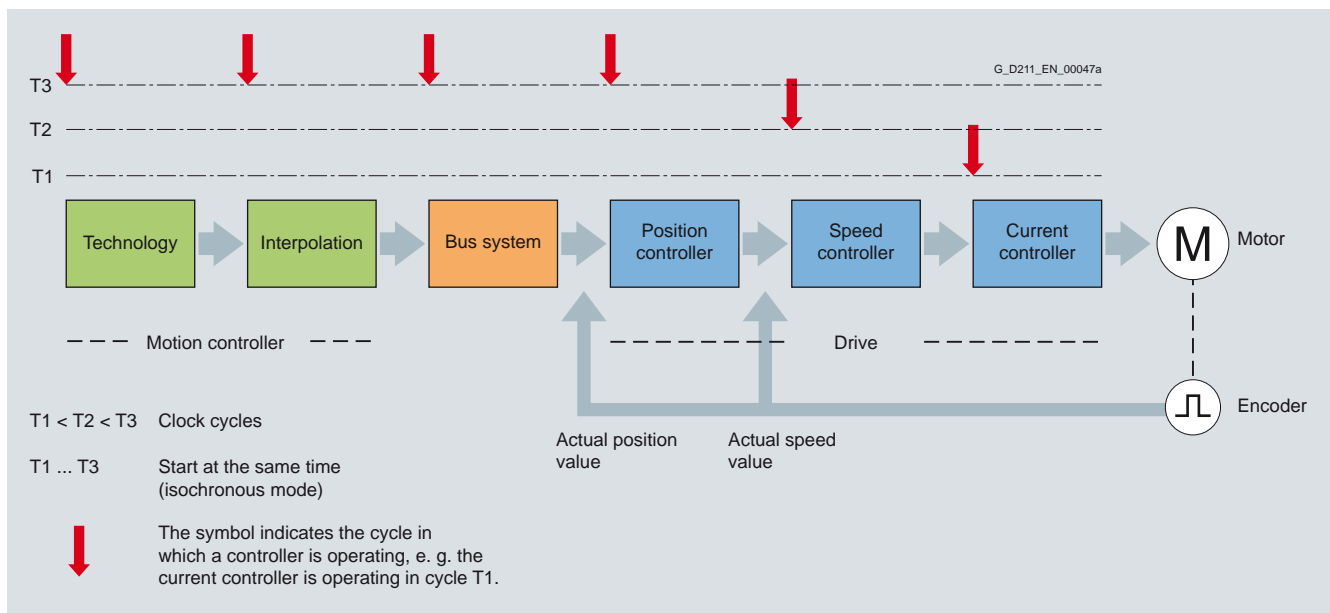 G_D211_EN_00047a
T3
T2
T1
Technology
Interpolation
Bus system
Position
controller
Speed
controller
Current
controller
M
Motor
Motion controller
Drive
Encoder
Actual position
value
Actual speed
value
T1 < T2 < T3 Clock cycles
T1 ... T3 Start at the same time
(isochronous mode)
The symbol indicates the cycle in
which a controller is operating, e. g. the
current controller is operating in cycle T1.